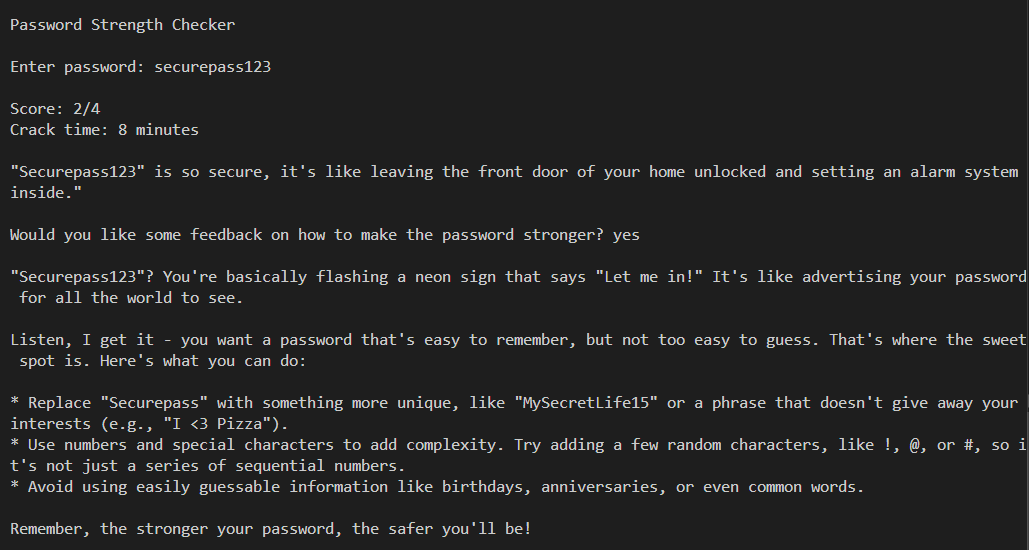 Password Strength Checker
Enter password: securepass123
Score: 2/4
Crack time: 8 minutes
"Securepass123" is so secure, it's like leaving the front door of your home unlocked and setting an alarm system
inside."
Would you like some feedback on how to make the password stronger? yes
"Securepass123"? You're basically flashing a neon sign that says "Let me in!" It's like advertising your password
for all the world to see.
Listen, I get it - you want a password that's easy to remember, but not too easy to guess. That's where the sweet
spot is. Here's what you can do:
* Replace "Securepass" with something more unique, like "MySecretLife15" or a phrase that doesn't give away your
interests (e.g., "I <3 Pizza").
* Use numbers and special characters to add complexity. Try adding a few random characters, like !, @, or #, so i
t's not just a series of sequential numbers.
* Avoid using easily guessable information like birthdays, anniversaries, or even common words.
Remember, the stronger your password, the safer you'll be!